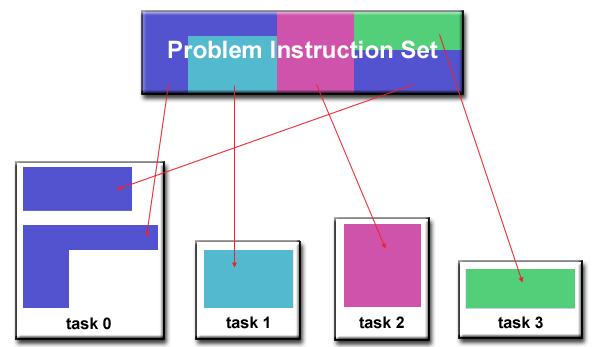 Problem Instruction Set
task 0
task 1
task 2
task 3